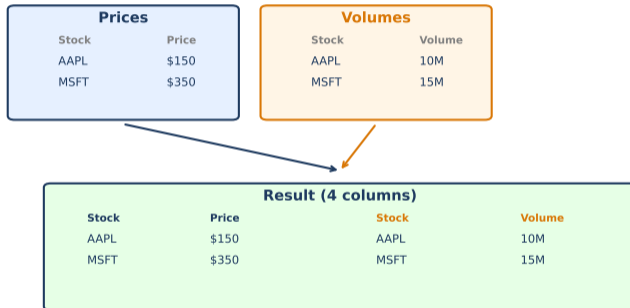 Prices
Stock Price
AAPL $150
MSFT $350
Volumes
Stock Volume
AAPL 10M
MSFT 15M
Result (4 columns)
Stock Price Stock Volume
AAPL $150 AAPL 10M
MSFT $350 MSFT 15M